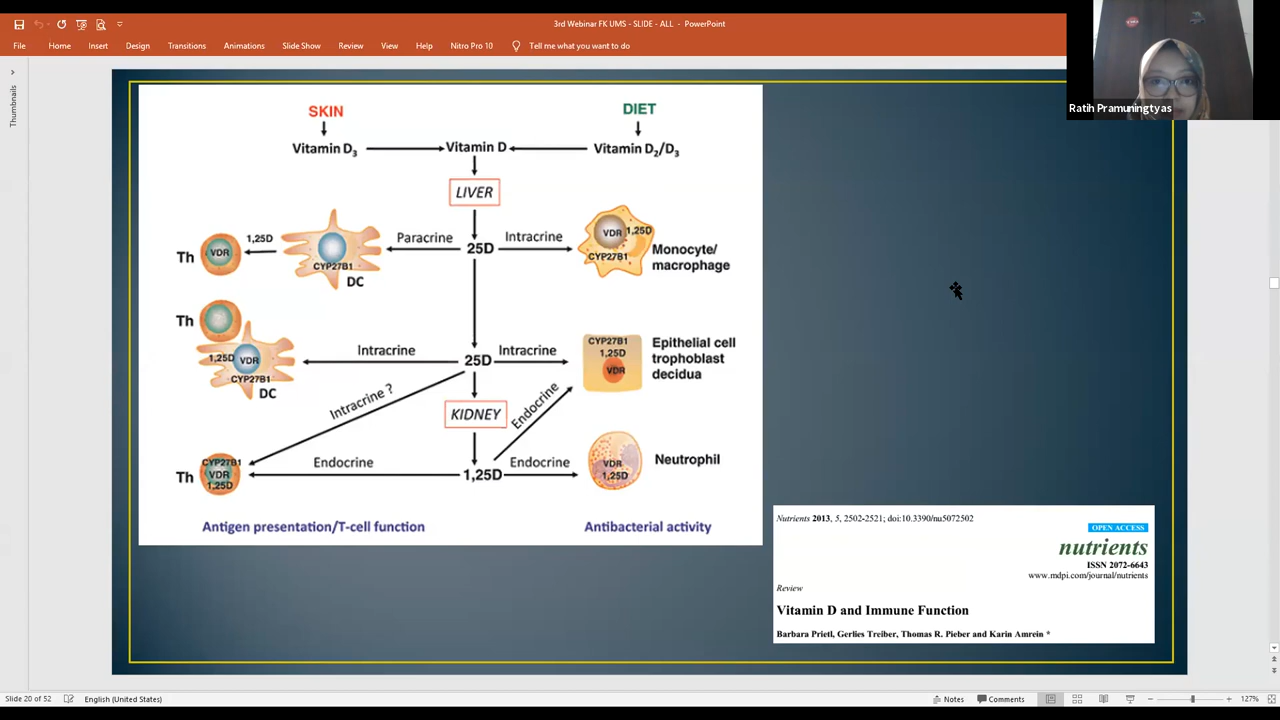 3rd Webinar FK UMS - SLIDE - ALL - PowerPoint
File Home Insert Design Transitions Animations Slide Show Review View Help Nitro Pro 10 Tell me what you want to do
Ratih Pramuningtyas
Thumbnails
SKIN
DIET
Vitamin D3
Vitamin D
Vitamin D2/D3
LIVER
Th
VDR
1,25D
CYP27B1
DC
Paracrine
25D
Intracrine
VDR
1,25D
CYP27B1
Monocyte/
macrophage
Th
1,25D
VDR
CYP27B1
DC
Intracrine
25D
Intracrine
CYP27B1
1,25D
VDR
Epithelial cell
trophoblast
decidua
Intracrine ?
KIDNEY
Endocrine
Th
CYP27B1
VDR
1,25D
Endocrine
1,25D
Endocrine
VDR
1,25D
Neutrophil
Antigen presentation/T-cell function
Antibacterial activity
Nutrients 2013, 5, 2502-2521; doi:10.3390/nu5072502
OPEN ACCESS
nutrients
ISSN 2072-6643
www.mdpi.com/journal/nutrients
Review
Vitamin D and Immune Function
Barbara Prietl, Gerlies Treiber, Thomas R. Pieber and Karin Amrein *
Slide 20 of 52 English (United States) Notes Comments 127%